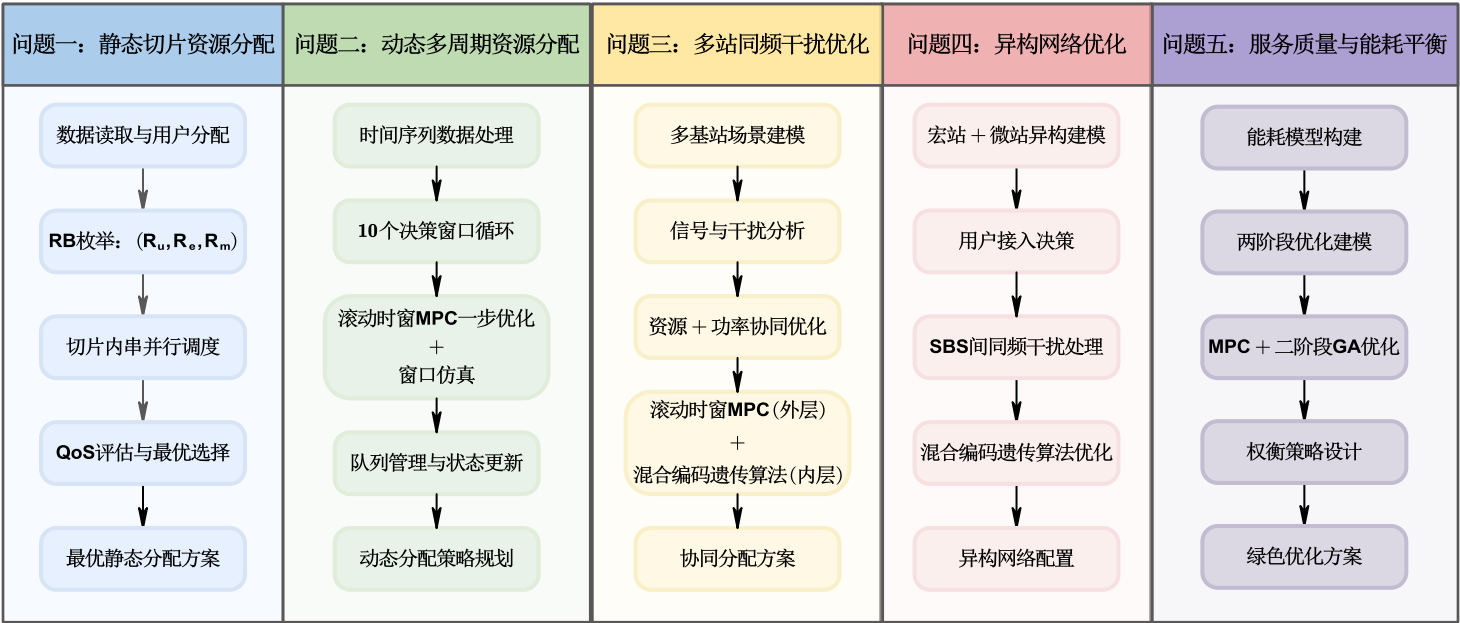 问题一：静态切片资源分配
数据读取与用户分配
RB枚举：(Ru,Re,Rm)
切片内串并行调度
QoS评估与最优选择
最优静态分配方案
问题二：动态多周期资源分配
时间序列数据处理
10个决策窗口循环
滚动时窗MPC一步优化
+
窗口仿真
队列管理与状态更新
动态分配策略规划
问题三：多站同频干扰优化
多基站场景建模
信号与干扰分析
资源+功率协同优化
滚动时窗MPC(外层)
+
混合编码遗传算法(内层)
协同分配方案
问题四：异构网络优化
宏站+微站异构建模
用户接入决策
SBS间同频干扰处理
混合编码遗传算法优化
异构网络配置
问题五：服务质量与能耗平衡
能耗模型构建
两阶段优化建模
MPC+二阶段GA优化
权衡策略设计
绿色优化方案